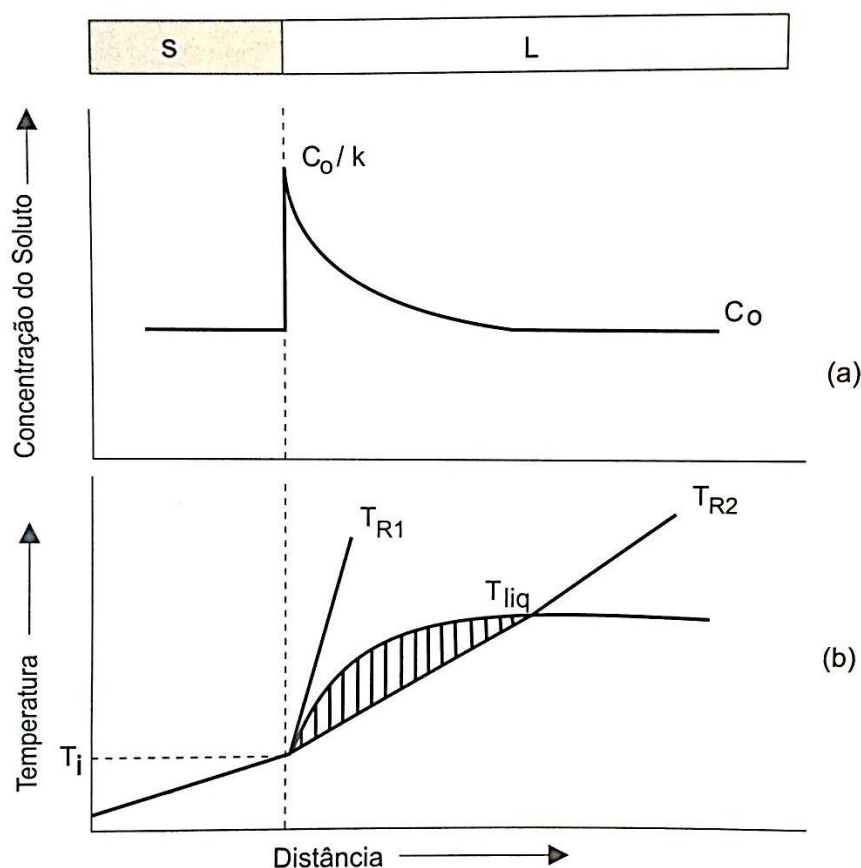 S
L
Concentração do Soluto
C₀/k
C₀
(a)
Temperatura
T_R1
T_R2
T_liq
(b)
T_i
Distância